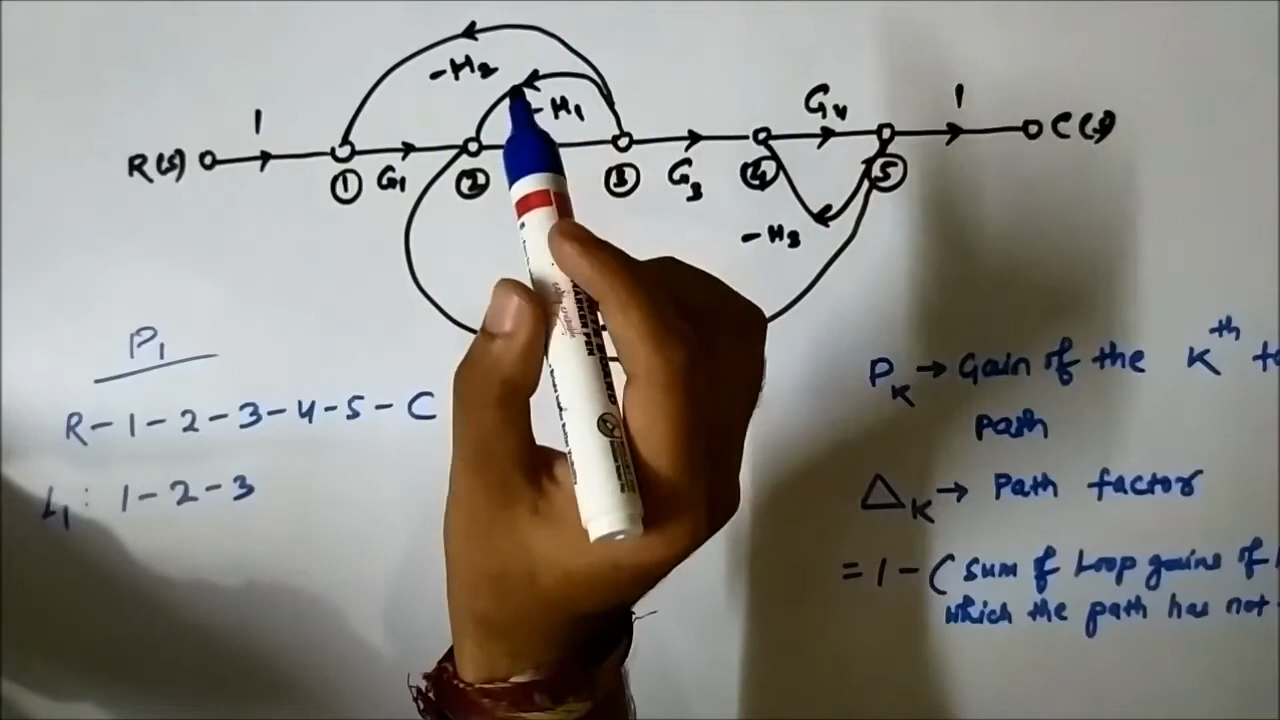 -H2
-H1
1
G4
1
R(s)
C(s)
1
G1
2
3
G3
4
5
-H3
P1
R-1-2-3-4-5-C
L1: 1-2-3
PK → Gain of the Kth
path
ΔK → Path factor
= 1 - ( sum of Loop gains of
which the path has not